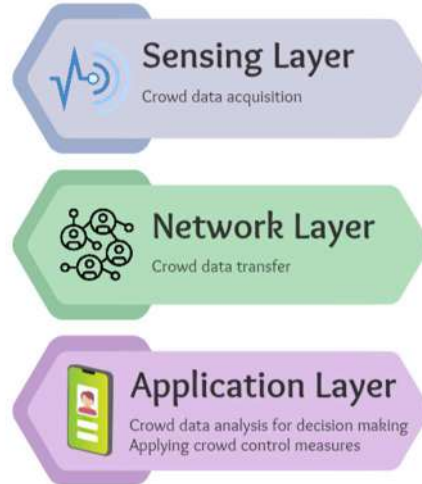 Sensing Layer
Crowd data acquisition
Network Layer
Crowd data transfer
Application Layer
Crowd data analysis for decision making
Applying crowd control measures